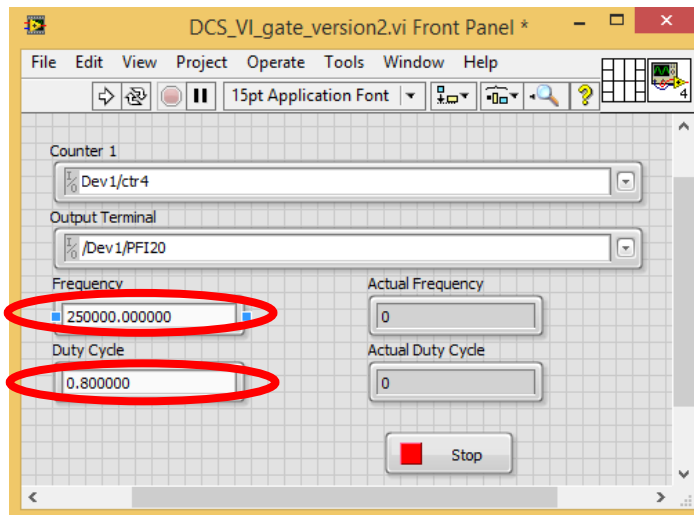 DCS_VI_gate_version2.vi Front Panel *
File Edit View Project Operate Tools Window Help
15pt Application Font
4
Counter 1
Dev1/ctr4
Output Terminal
/Dev1/PFI20
Frequency
Actual Frequency
250000.000000
0
Duty Cycle
Actual Duty Cycle
0.800000
0
Stop